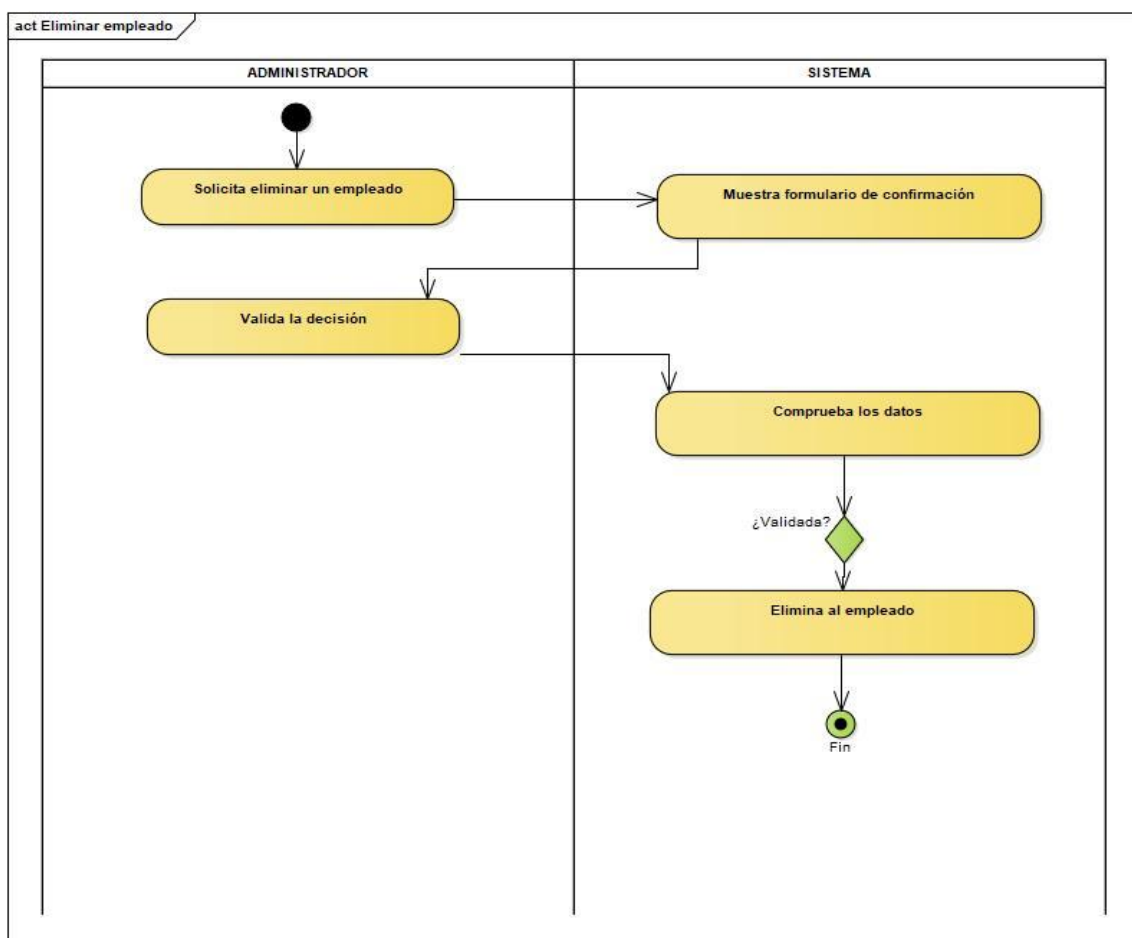 act Eliminar empleado
ADMINISTRADOR
SISTEMA
Solicita eliminar un empleado
Muestra formulario de confirmación
Valida la decisión
Comprueba los datos
¿Validada?
Elimina al empleado
Fin